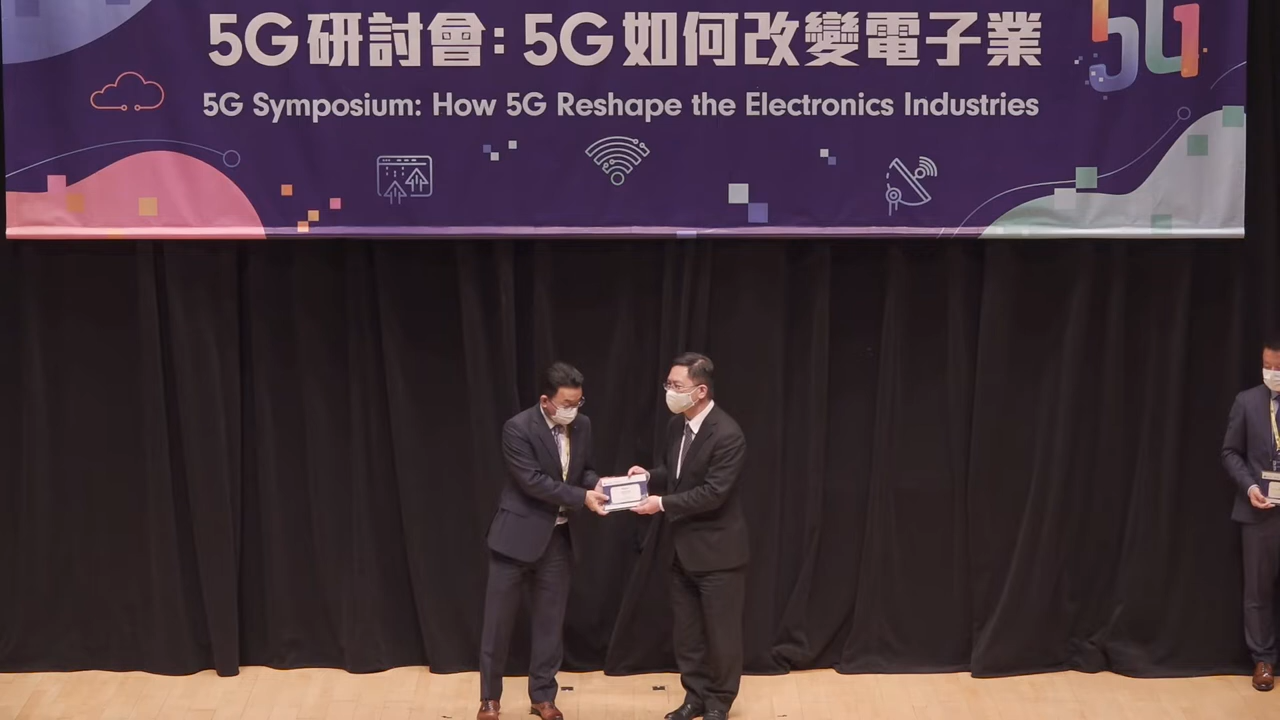 5G研討會: 5G如何改變電子業
5G
5G Symposium: How 5G Reshape the Electronics Industries